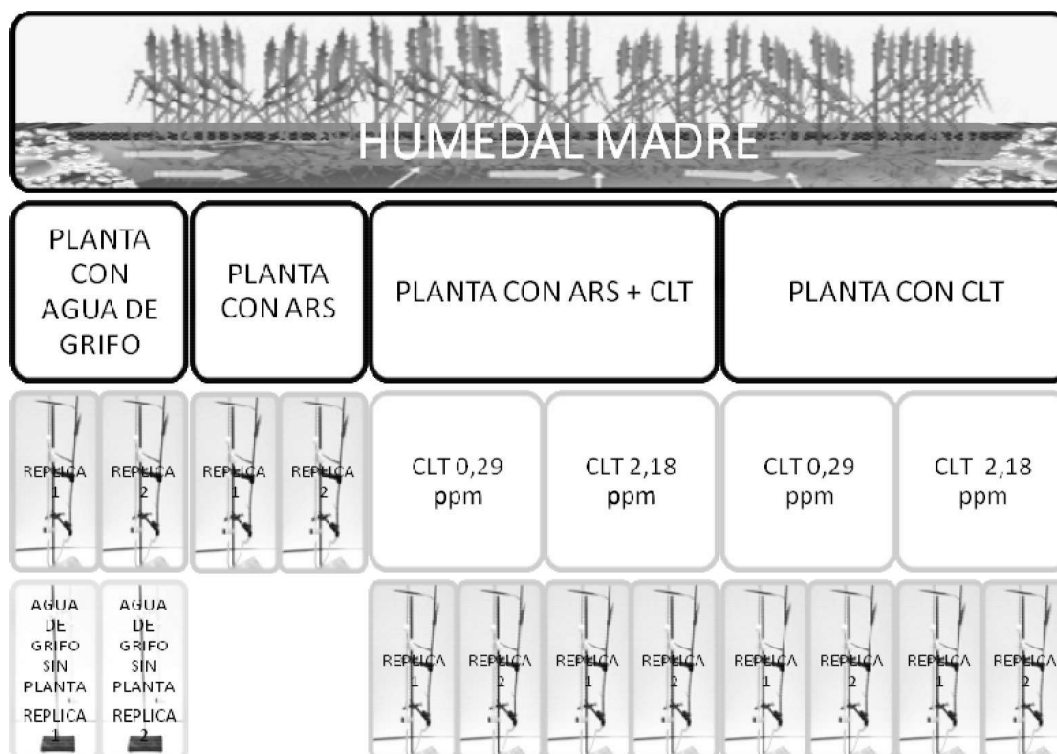 HUMEDAL MADRE
PLANTA
CON
AGUA DE
GRIFO
PLANTA
CON ARS
PLANTA CON ARS + CLT
PLANTA CON CLT
REPLICA
1
REPLICA
2
REPLICA
1
REPLICA
2
CLT 0,29
ppm
CLT 2,18
ppm
CLT 0,29
ppm
CLT 2,18
ppm
AGUA
DE
GRIFO
SIN
PLANTA
REPLICA
1
AGUA
DE
GRIFO
SIN
PLANTA
REPLICA
2
REPLICA
1
REPLICA
2
REPLICA
1
REPLICA
2
REPLICA
1
REPLICA
2
REPLICA
1
REPLICA
2